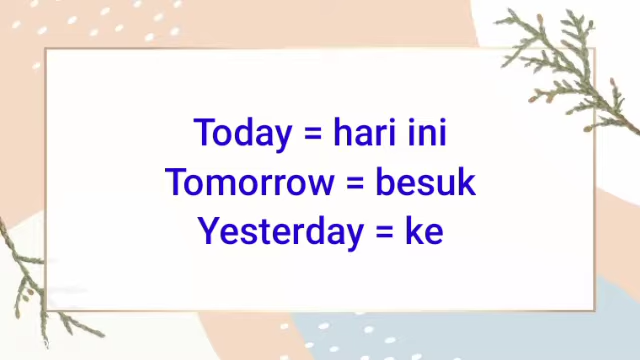 Today = hari ini
Tomorrow = besuk
Yesterday = ke